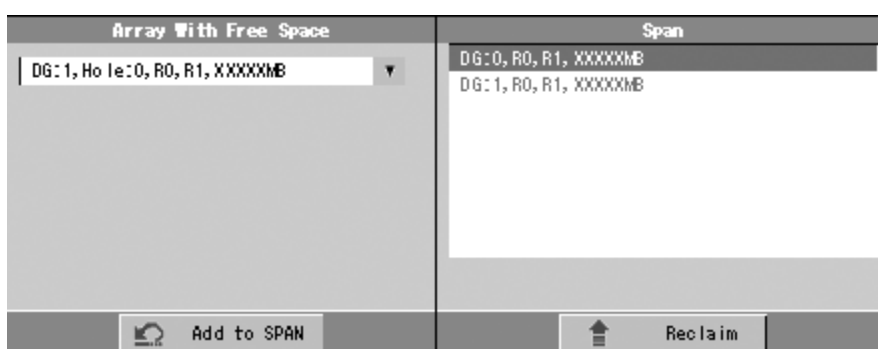 Array With Free Space
DG:1,Hole:0,R0,R1,XXXXXMB
Add to SPAN
Span
DG:0,R0,R1,XXXXXMB
DG:1,R0,R1,XXXXXMB
Reclaim